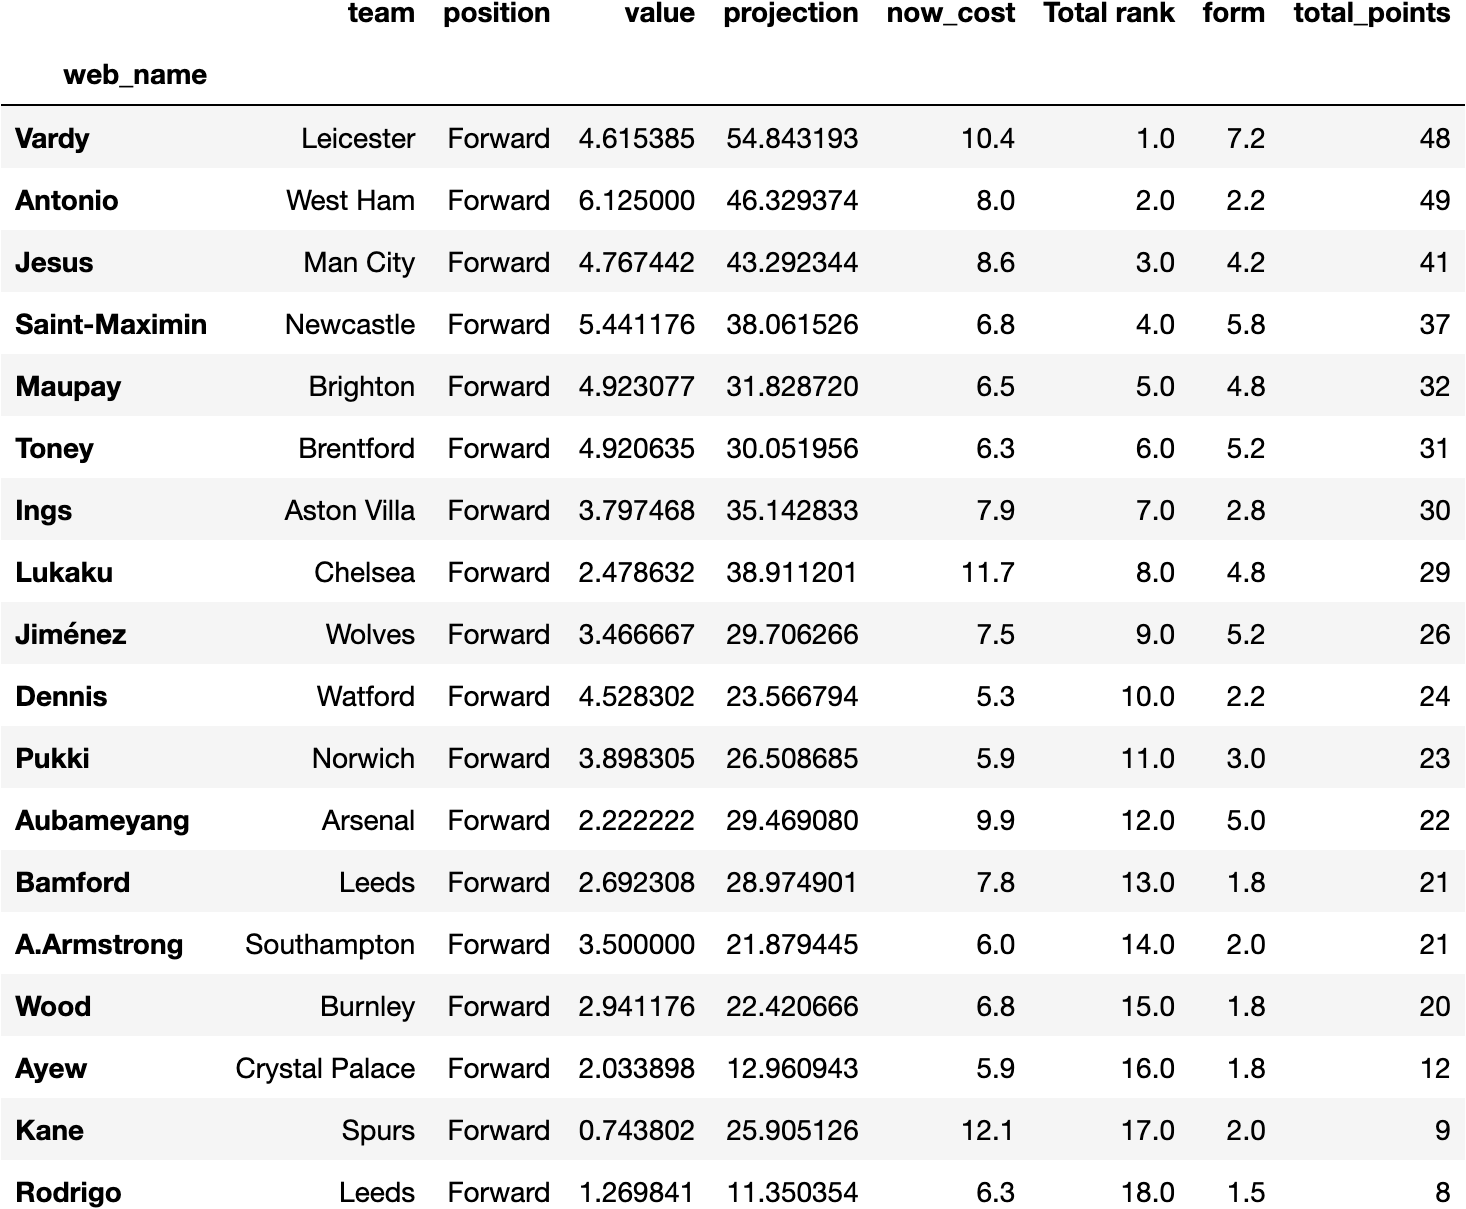 team position value projection now_cost Total rank form total_points
web_name
Vardy Leicester Forward 4.615385 54.843193 10.4 1.0 7.2 48
Antonio West Ham Forward 6.125000 46.329374 8.0 2.0 2.2 49
Jesus Man City Forward 4.767442 43.292344 8.6 3.0 4.2 41
Saint-Maximin Newcastle Forward 5.441176 38.061526 6.8 4.0 5.8 37
Maupay Brighton Forward 4.923077 31.828720 6.5 5.0 4.8 32
Toney Brentford Forward 4.920635 30.051956 6.3 6.0 5.2 31
Ings Aston Villa Forward 3.797468 35.142833 7.9 7.0 2.8 30
Lukaku Chelsea Forward 2.478632 38.911201 11.7 8.0 4.8 29
Jiménez Wolves Forward 3.466667 29.706266 7.5 9.0 5.2 26
Dennis Watford Forward 4.528302 23.566794 5.3 10.0 2.2 24
Pukki Norwich Forward 3.898305 26.508685 5.9 11.0 3.0 23
Aubameyang Arsenal Forward 2.222222 29.469080 9.9 12.0 5.0 22
Bamford Leeds Forward 2.692308 28.974901 7.8 13.0 1.8 21
A.Armstrong Southampton Forward 3.500000 21.879445 6.0 14.0 2.0 21
Wood Burnley Forward 2.941176 22.420666 6.8 15.0 1.8 20
Ayew Crystal Palace Forward 2.033898 12.960943 5.9 16.0 1.8 12
Kane Spurs Forward 0.743802 25.905126 12.1 17.0 2.0 9
Rodrigo Leeds Forward 1.269841 11.350354 6.3 18.0 1.5 8